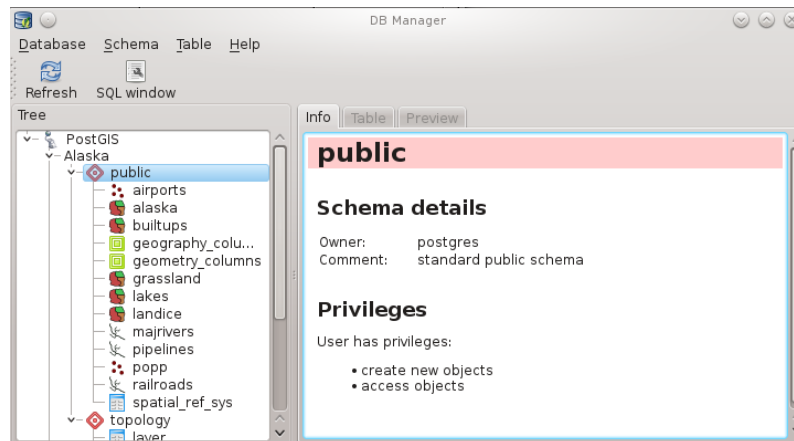 DB Manager
Database Schema Table Help
Refresh SQL window
Tree
PostGIS
Alaska
public
airports
alaska
builtups
geography_colu...
geometry_columns
grassland
lakes
landice
majrivers
pipelines
popp
railroads
spatial_ref_sys
topology
layer
Info Table Preview
public
Schema details
Owner: postgres
Comment: standard public schema
Privileges
User has privileges:
• create new objects
• access objects